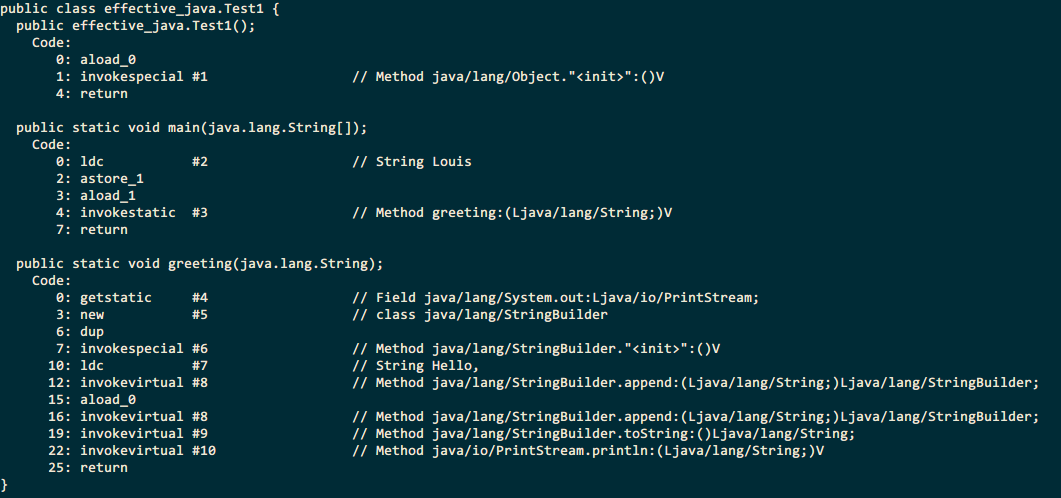 public class effective_java.Test1 {
  public effective_java.Test1();
    Code:
       0: aload_0
       1: invokespecial #1                  // Method java/lang/Object."<init>":()V
       4: return

  public static void main(java.lang.String[]);
    Code:
       0: ldc           #2                  // String Louis
       2: astore_1
       3: aload_1
       4: invokestatic  #3                  // Method greeting:(Ljava/lang/String;)V
       7: return

  public static void greeting(java.lang.String);
    Code:
       0: getstatic     #4                  // Field java/lang/System.out:Ljava/io/PrintStream;
       3: new           #5                  // class java/lang/StringBuilder
       6: dup
       7: invokespecial #6                  // Method java/lang/StringBuilder."<init>":()V
      10: ldc           #7                  // String Hello,
      12: invokevirtual #8                  // Method java/lang/StringBuilder.append:(Ljava/lang/String;)Ljava/lang/StringBuilder;
      15: aload_0
      16: invokevirtual #8                  // Method java/lang/StringBuilder.append:(Ljava/lang/String;)Ljava/lang/StringBuilder;
      19: invokevirtual #9                  // Method java/lang/StringBuilder.toString:()Ljava/lang/String;
      22: invokevirtual #10                 // Method java/io/PrintStream.println:(Ljava/lang/String;)V
      25: return
}